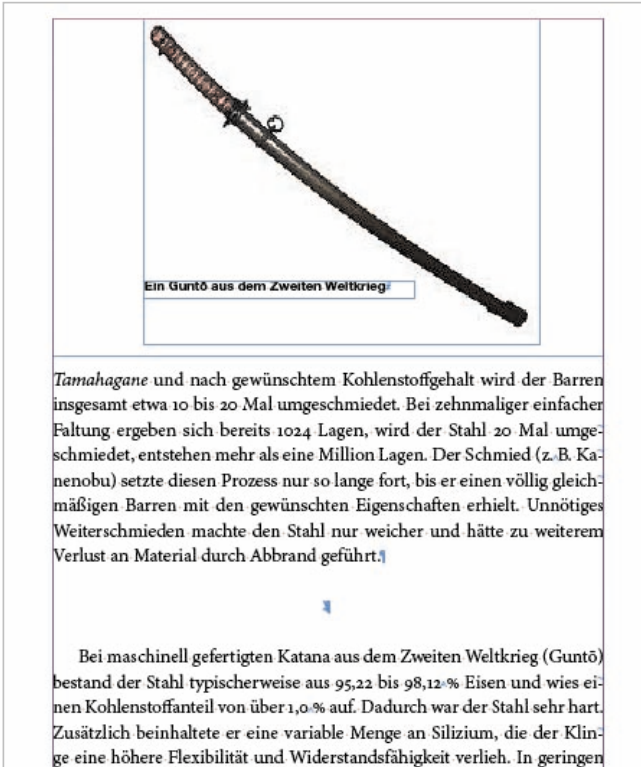 Ein Guntō aus dem Zweiten Weltkrieg
Tamahagane und nach gewünschtem Kohlenstoffgehalt wird der Barren
insgesamt etwa 10 bis 20 Mal umgeschmiedet. Bei zehnmaliger einfacher
Faltung ergeben sich bereits 1024 Lagen, wird der Stahl 20 Mal umge-
schmiedet, entstehen mehr als eine Million Lagen. Der Schmied (z. B. Ka-
nenobu) setzte diesen Prozess nur so lange fort, bis er einen völlig gleich-
mäßigen Barren mit den gewünschten Eigenschaften erhielt. Unnötiges
Weiterschmieden machte den Stahl nur weicher und hätte zu weiterem
Verlust an Material durch Abbrand geführt.
Bei maschinell gefertigten Katana aus dem Zweiten Weltkrieg (Guntō)
bestand der Stahl typischerweise aus 95,22 bis 98,12 % Eisen und wies ei-
nen Kohlenstoffanteil von über 1,0 % auf. Dadurch war der Stahl sehr hart.
Zusätzlich beinhaltete er eine variable Menge an Silizium, die der Klin-
ge eine höhere Flexibilität und Widerstandsfähigkeit verlieh. In geringen